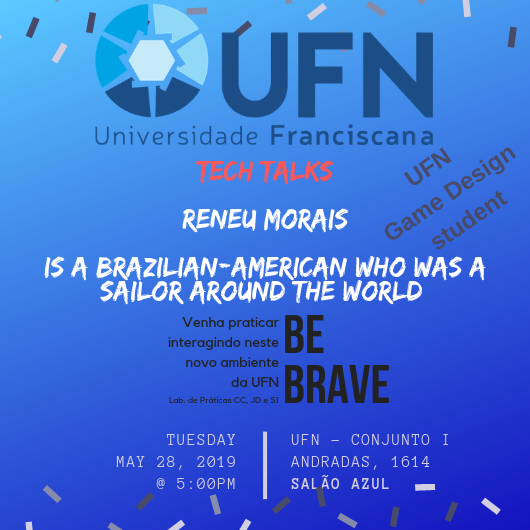 UFN
Universidade Franciscana
TECH TALKS
UFN
Game Design
student
RENEU MORAIS
IS A BRAZILIAN-AMERICAN WHO WAS A
SAILOR AROUND THE WORLD
Venha praticar
interagindo neste
novo ambiente
da UFN
Lab. de Práticas CC, JD e SI
BE
BRAVE
TUESDAY
MAY 28, 2019
@ 5:00PM
UFN - CONJUNTO I
ANDRADAS, 1614
SALÃO AZUL